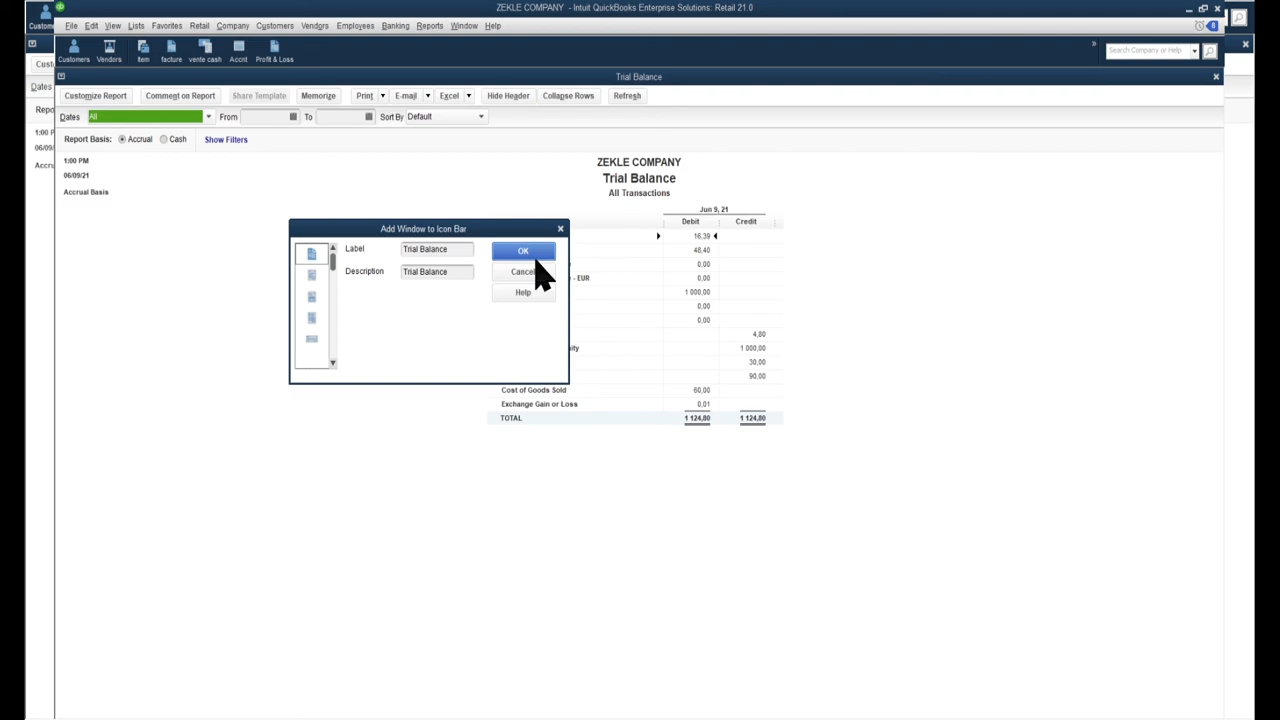 ZEKLE COMPANY - Intuit QuickBooks Enterprise Solutions: Retail 21.0
File Edit View Lists Favorites Retail Company Customers Vendors Employees Banking Reports Window Help
Customers Vendors Item facture vente cash Accnt Profit & Loss
Search Company or Help
Trial Balance
Customize Report Comment on Report Share Template Memorize Print E-mail Excel Hide Header Collapse Rows Refresh
Dates All From To Sort By Default
Report Basis: Accrual Cash Show Filters
1:00 PM
06/09/21
Accrual Basis
ZEKLE COMPANY
Trial Balance
All Transactions
Jun 9, 21
Debit Credit
16,39
48,40
0,00
- EUR 0,00
1 000,00
0,00
0,00
4,80
1 000,00
30,00
90,00
Cost of Goods Sold 60,00
Exchange Gain or Loss 0,01
TOTAL 1 124,80 1 124,80
Add Window to Icon Bar
Label Trial Balance OK
Description Trial Balance Cancel
Help